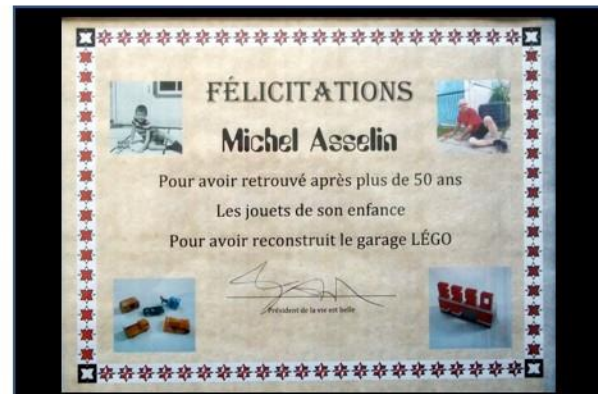 FÉLICITATIONS
Michel Asselin
Pour avoir retrouvé après plus de 50 ans
Les jouets de son enfance
Pour avoir reconstruit le garage LÉGO
Président de la vie est belle